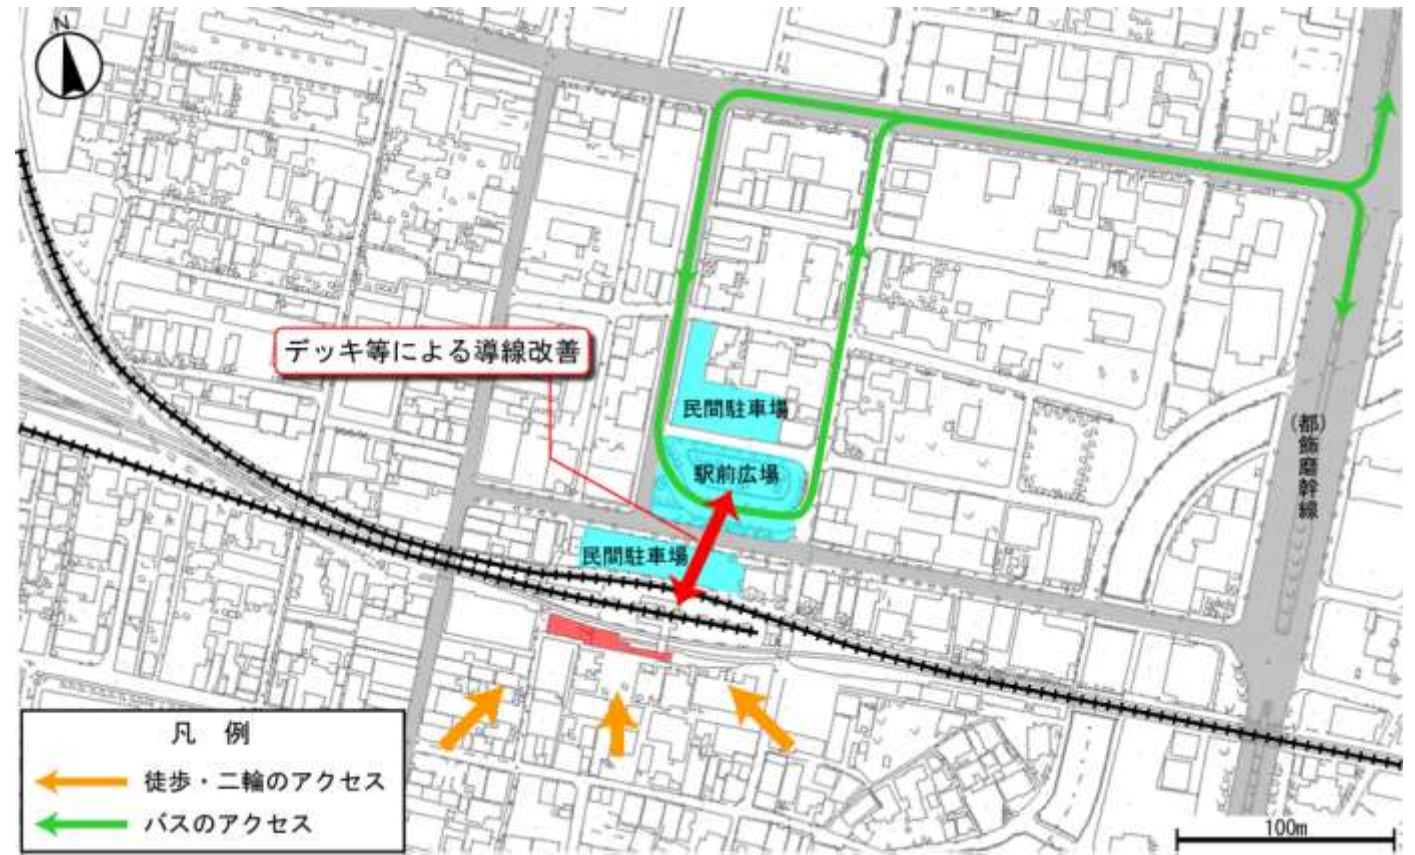 N
デッキ等による導線改善
民間駐車場
駅前広場
民間駐車場
(都)飾磨幹線
凡 例
徒歩・二輪のアクセス
バスのアクセス
100m